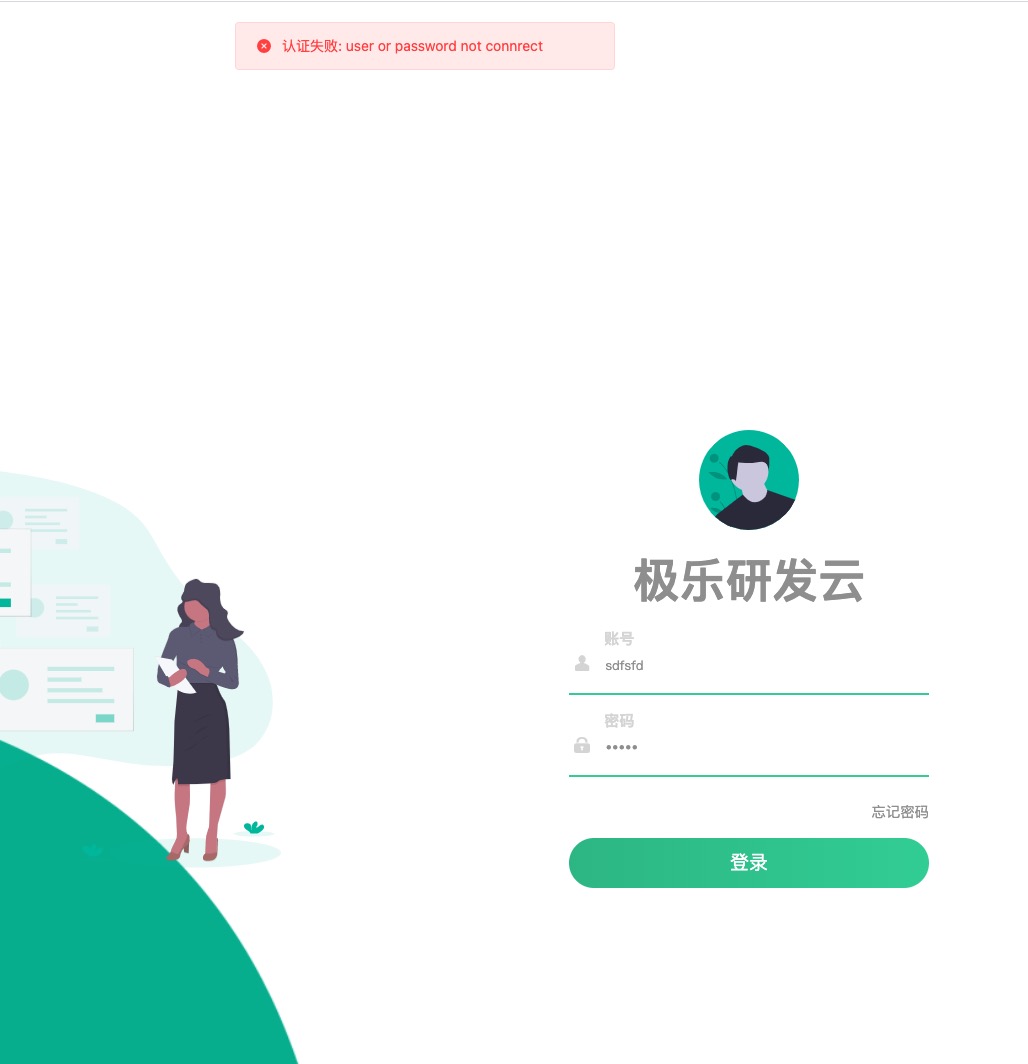 认证失败: user or password not connrect
极乐研发云
账号
sdfsfd
密码
•••••
忘记密码
登录